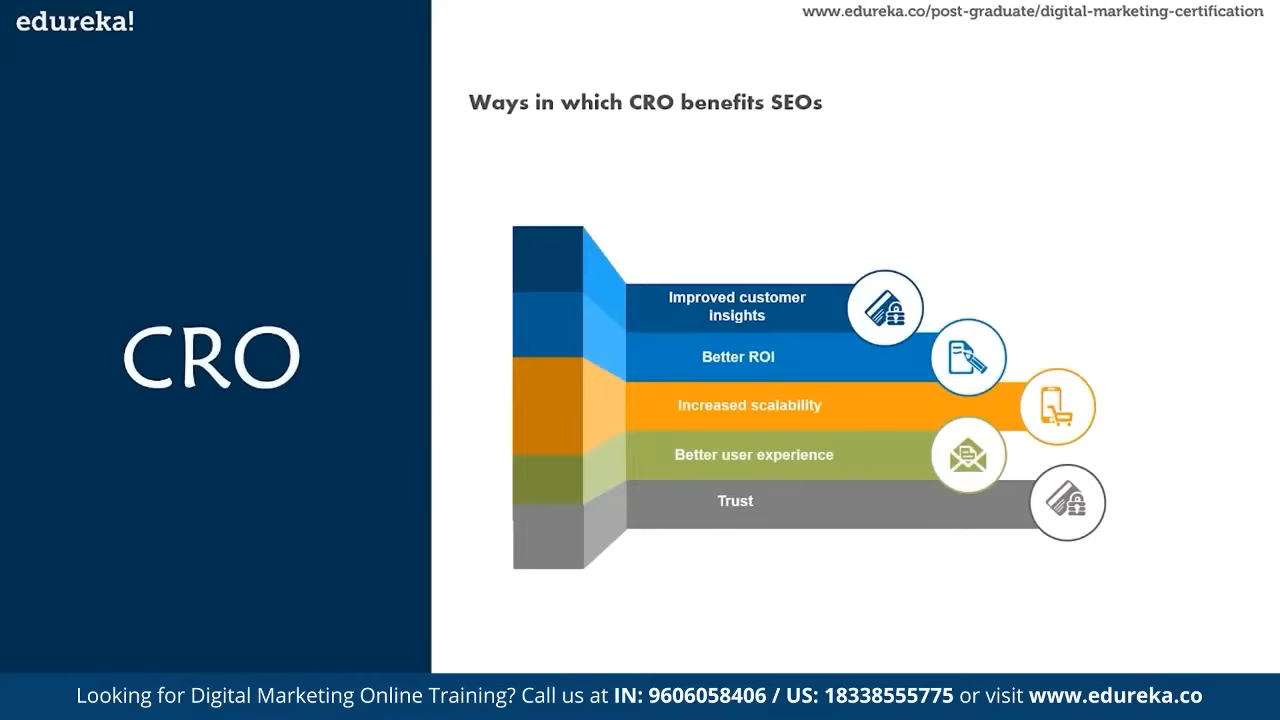 edureka!
www.edureka.co/post-graduate/digital-marketing-certification
Ways in which CRO benefits SEOs
CRO
Improved customer
insights
Better ROI
Increased scalability
Better user experience
Trust
Looking for Digital Marketing Online Training? Call us at IN: 9606058406 / US: 18338555775 or visit www.edureka.co